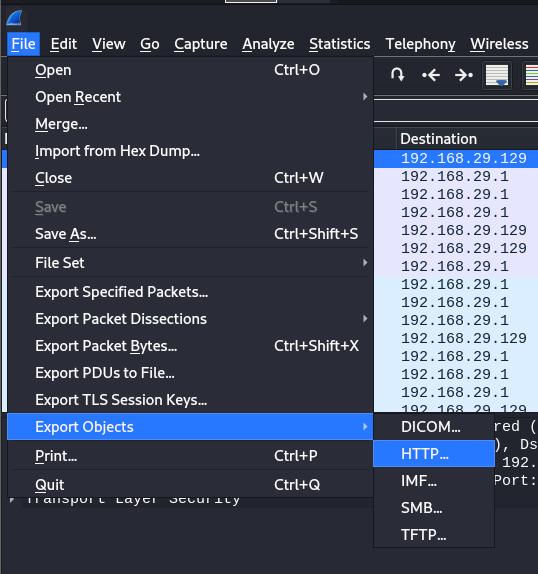 File Edit View Go Capture Analyze Statistics Telephony Wireless
Open Ctrl+O
Open Recent
Merge...
Import from Hex Dump...
Close Ctrl+W
Save Ctrl+S
Save As... Ctrl+Shift+S
File Set
Export Specified Packets...
Export Packet Dissections
Export Packet Bytes... Ctrl+Shift+X
Export PDUs to File...
Export TLS Session Keys...
Export Objects
Print... Ctrl+P
Quit Ctrl+Q
DICOM...
HTTP...
IMF...
SMB...
TFTP...
Destination
192.168.29.129
192.168.29.1
192.168.29.1
192.168.29.1
192.168.29.129
192.168.29.129
192.168.29.1
192.168.29.1
192.168.29.1
192.168.29.1
192.168.29.129
192.168.29.1
192.168.29.1
192.168.29.1
192.168.29.129
red (
), Ds
192.
Port:
Transport Layer Security